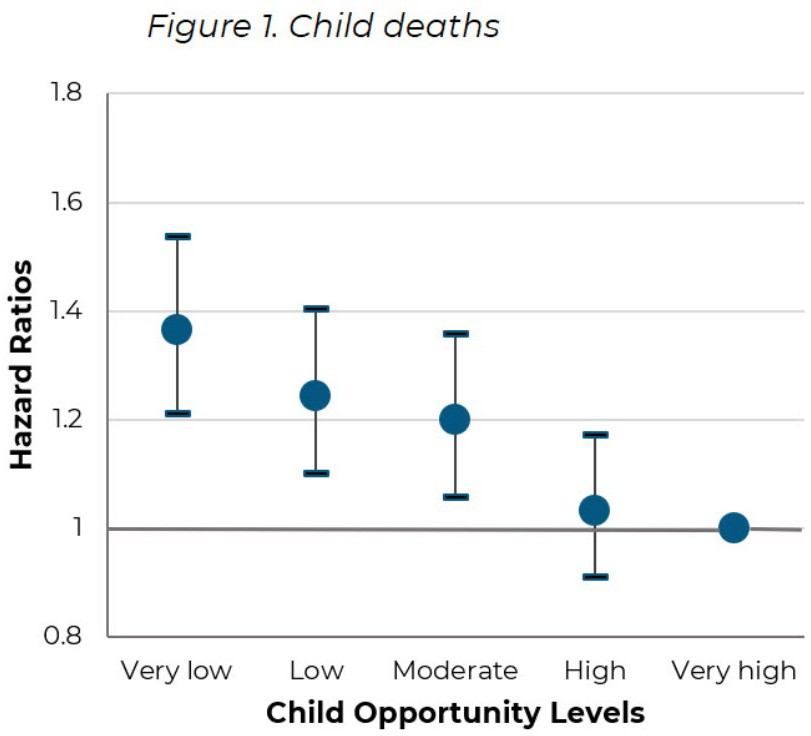 Figure 1. Child deaths
1.8
1.6
1.4
1.2
1
0.8
Hazard Ratios
Very low Low Moderate High Very high
Child Opportunity Levels